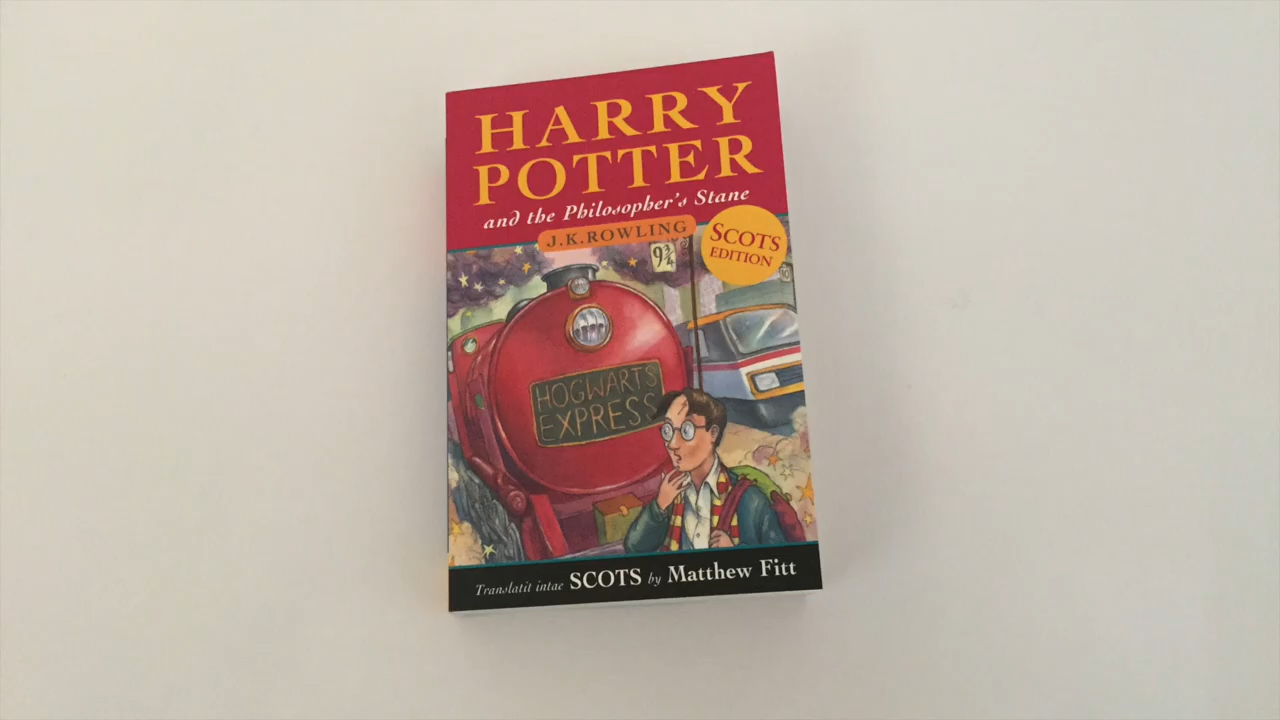 HARRY
POTTER
and the Philosopher's Stane
J.K.ROWLING
SCOTS
EDITION
9¾
HOGWARTS
EXPRESS
Translatit intae SCOTS by Matthew Fitt